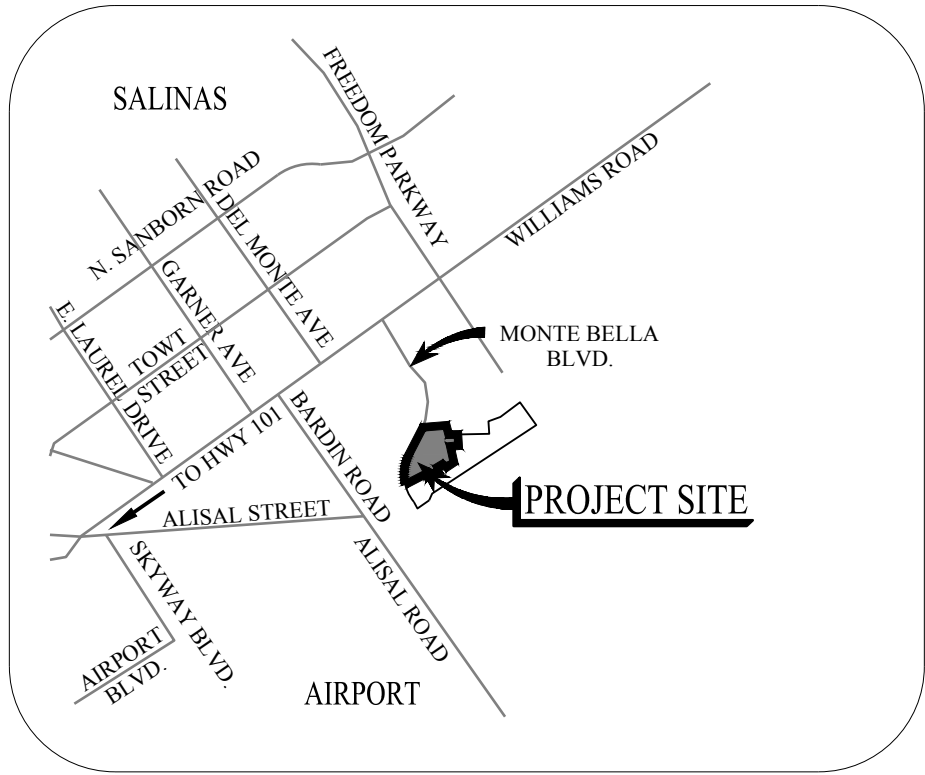 SALINAS
FREEDOM PARKWAY
WILLIAMS ROAD
N. SANBORN ROAD
DEL MONTE AVE
GARNER AVE
E. LAUREL DRIVE
TOWT
STREET
MONTE BELLA
BLVD.
TO HWY 101
BARDIN ROAD
PROJECT SITE
ALISAL STREET
SKYWAY BLVD.
ALISAL ROAD
AIRPORT
BLVD.
AIRPORT